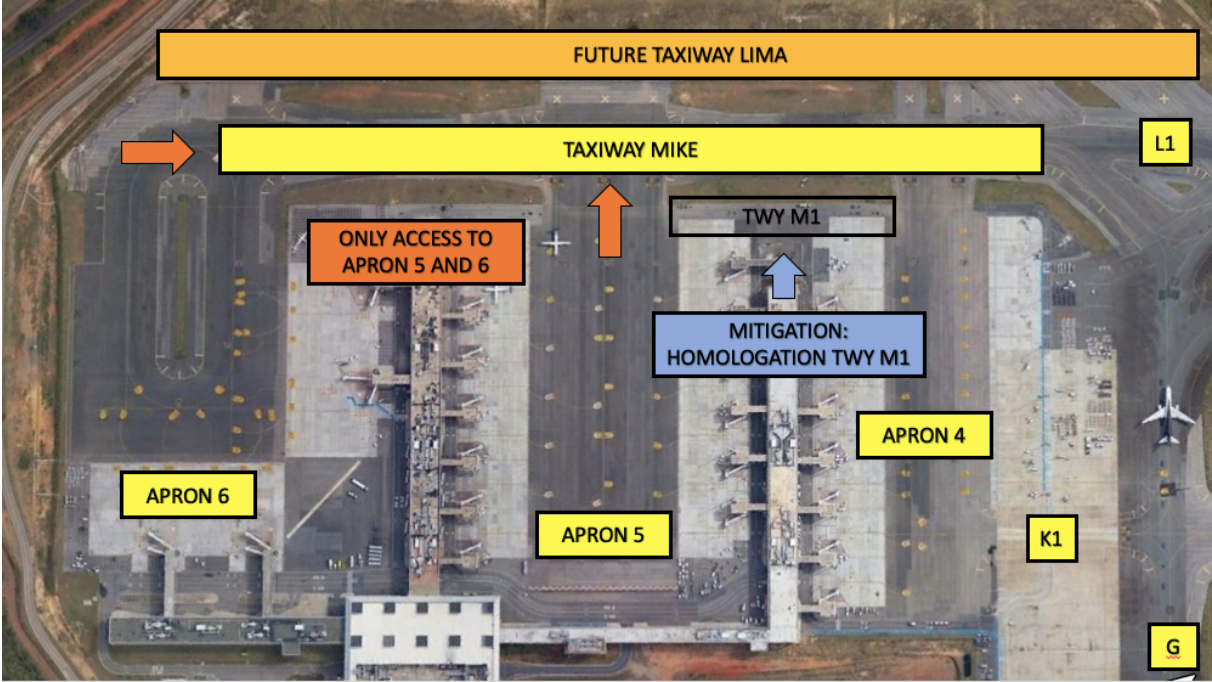 FUTURE TAXIWAY LIMA
TAXIWAY MIKE
L1
TWY M1
ONLY ACCESS TO
APRON 5 AND 6
MITIGATION:
HOMOLOGATION TWY M1
APRON 4
APRON 6
APRON 5
K1
G